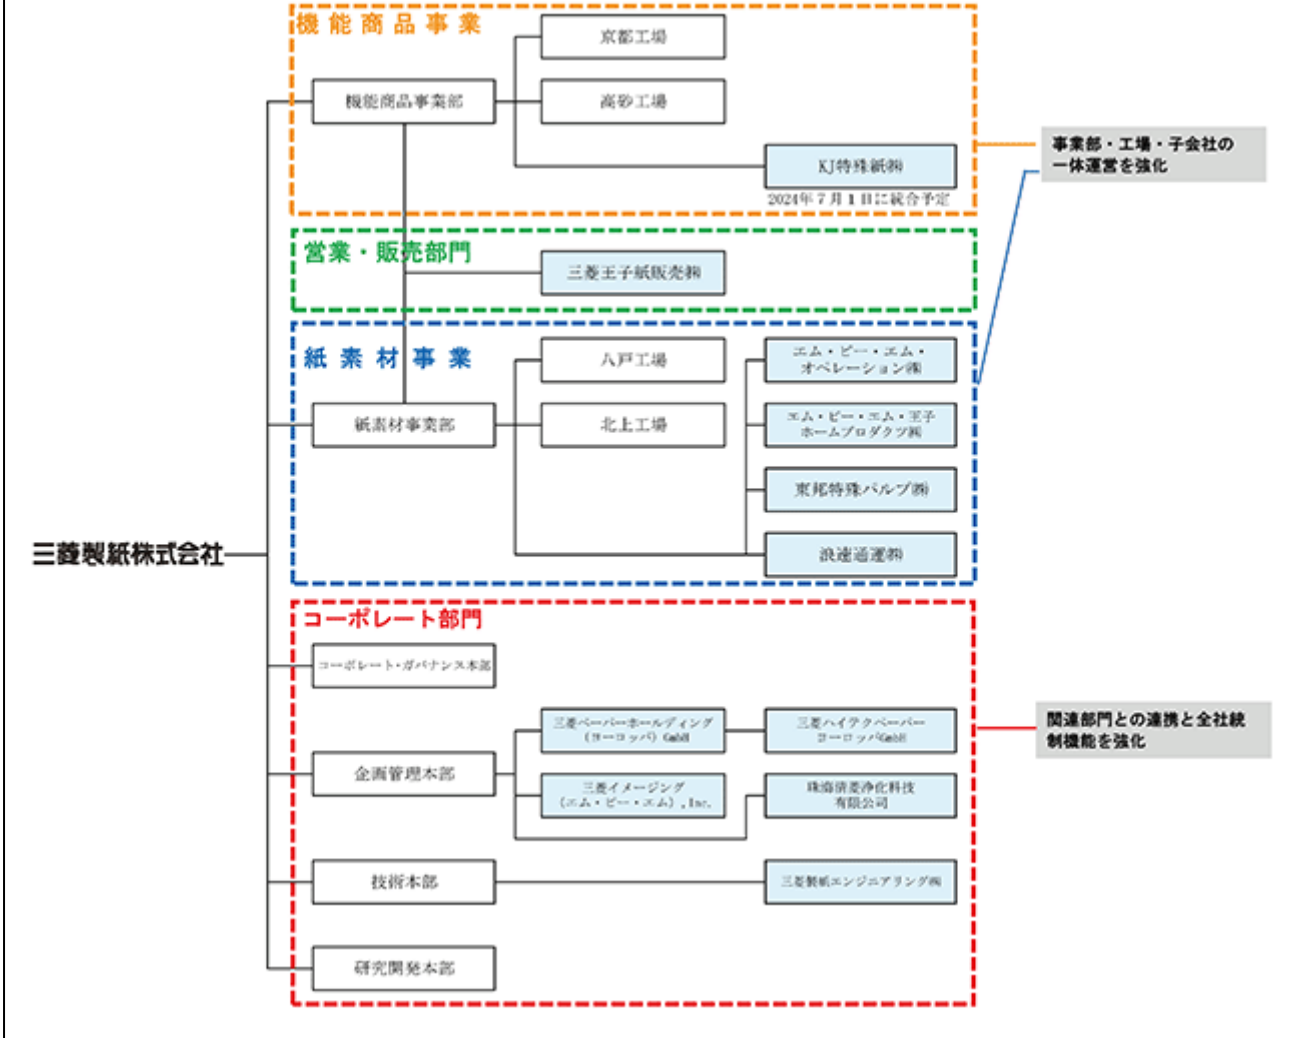 機能商品事業
京都工場
機能商品事業部
高砂工場
KJ特殊紙㈱
2024年7月1日に統合予定
事業部・工場・子会社の
一体運営を強化
営業・販売部門
三菱王子紙販売㈱
紙素材事業
八戸工場
エム・ピー・エム・
オペレーション㈱
紙素材事業部
北上工場
エム・ピー・エム・王子
ホームプロダクツ㈱
東邦特殊パルプ㈱
浪速通運㈱
三菱製紙株式会社
コーポレート部門
コーポレート・ガバナンス本部
三菱ペーパーホールディング
(ヨーロッパ) GmbH
三菱ハイテクペーパー
ヨーロッパGmbH
関連部門との連携と全社統
制機能を強化
企画管理本部
三菱イメージング
(エム・ピー・エム) , Inc.
珠海清菱浄化科技
有限公司
技術本部
三菱製紙エンジニアリング㈱
研究開発本部